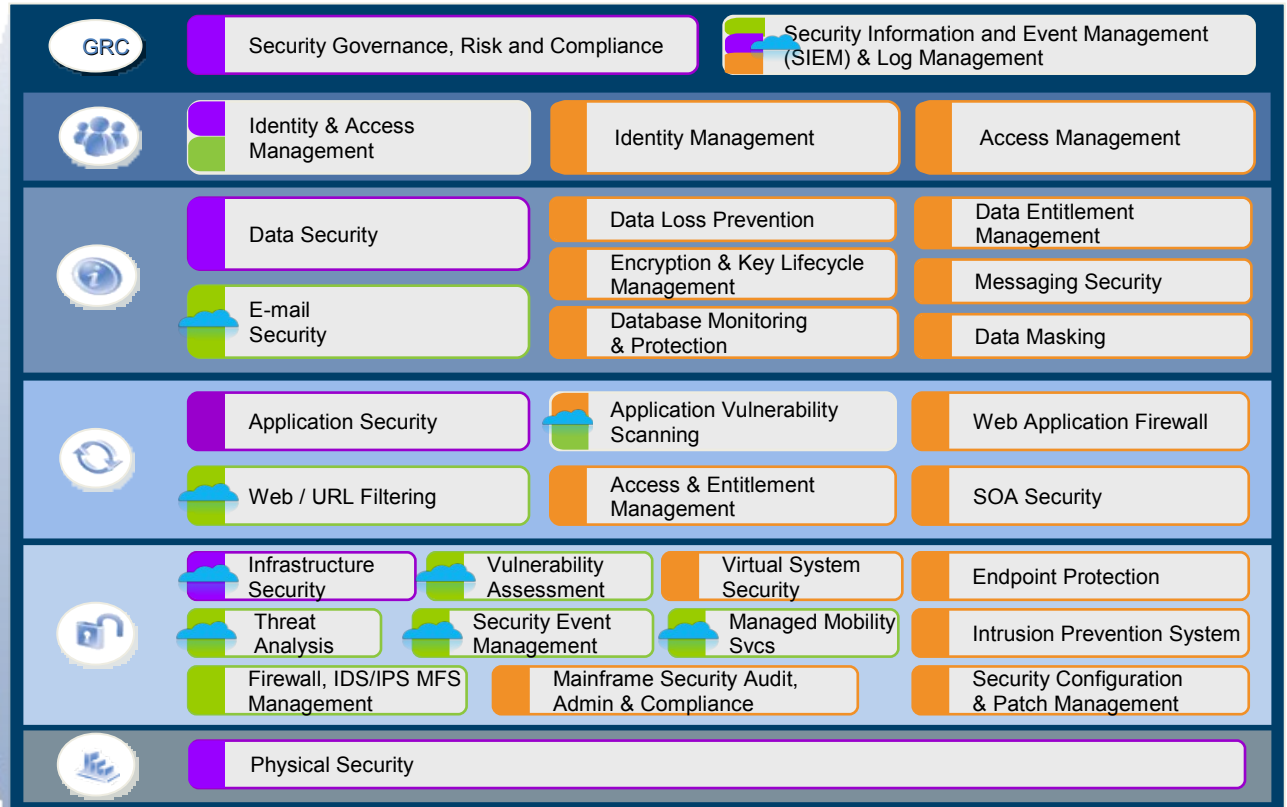 GRC
Security Governance, Risk and Compliance
Security Information and Event Management
(SIEM) & Log Management
Identity & Access
Management
Identity Management
Access Management
Data Security
Data Loss Prevention
Data Entitlement
Management
Encryption & Key Lifecycle
Management
Messaging Security
E-mail
Security
Database Monitoring
& Protection
Data Masking
Application Security
Application Vulnerability
Scanning
Web Application Firewall
Web / URL Filtering
Access & Entitlement
Management
SOA Security
Infrastructure
Security
Vulnerability
Assessment
Virtual System
Security
Endpoint Protection
Threat
Analysis
Security Event
Management
Managed Mobility
Svcs
Intrusion Prevention System
Firewall, IDS/IPS MFS
Management
Mainframe Security Audit,
Admin & Compliance
Security Configuration
& Patch Management
Physical Security